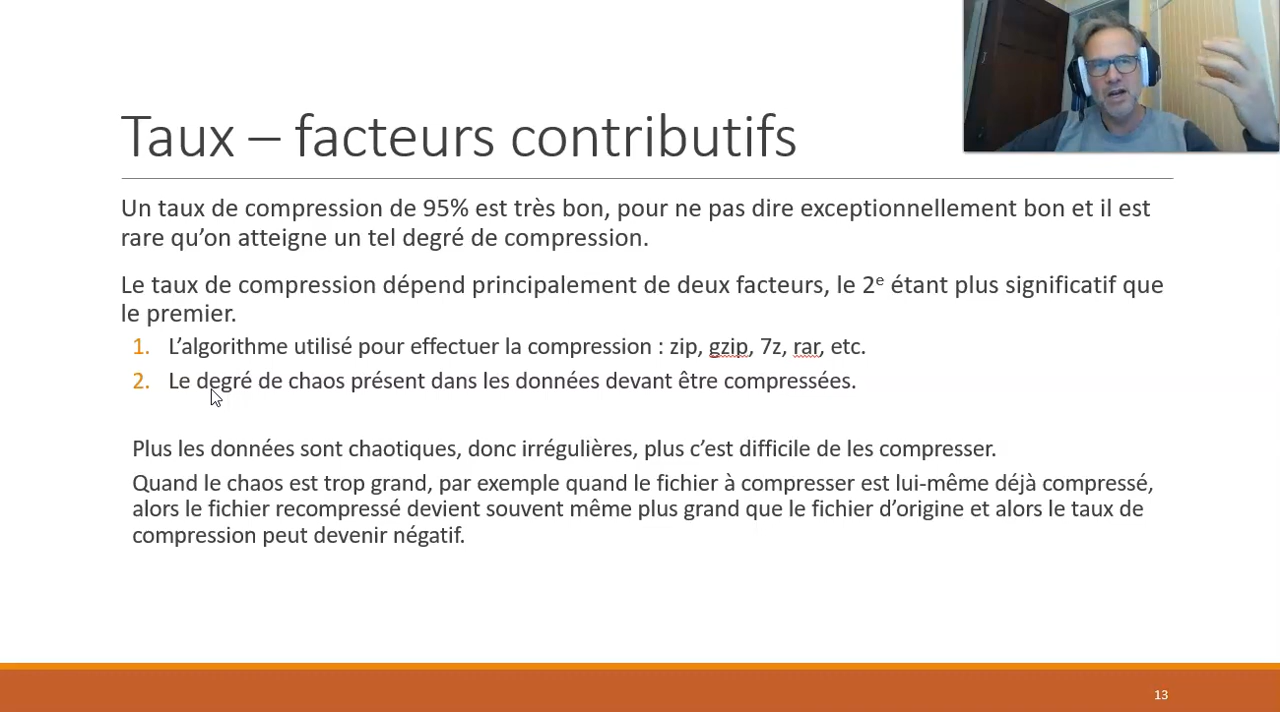 Taux – facteurs contributifs
Un taux de compression de 95% est très bon, pour ne pas dire exceptionnellement bon et il est
rare qu’on atteigne un tel degré de compression.
Le taux de compression dépend principalement de deux facteurs, le 2e étant plus significatif que
le premier.
1. L’algorithme utilisé pour effectuer la compression : zip, gzip, 7z, rar, etc.
2. Le degré de chaos présent dans les données devant être compressées.
Plus les données sont chaotiques, donc irrégulières, plus c’est difficile de les compresser.
Quand le chaos est trop grand, par exemple quand le fichier à compresser est lui-même déjà compressé,
alors le fichier recompressé devient souvent même plus grand que le fichier d’origine et alors le taux de
compression peut devenir négatif.
13